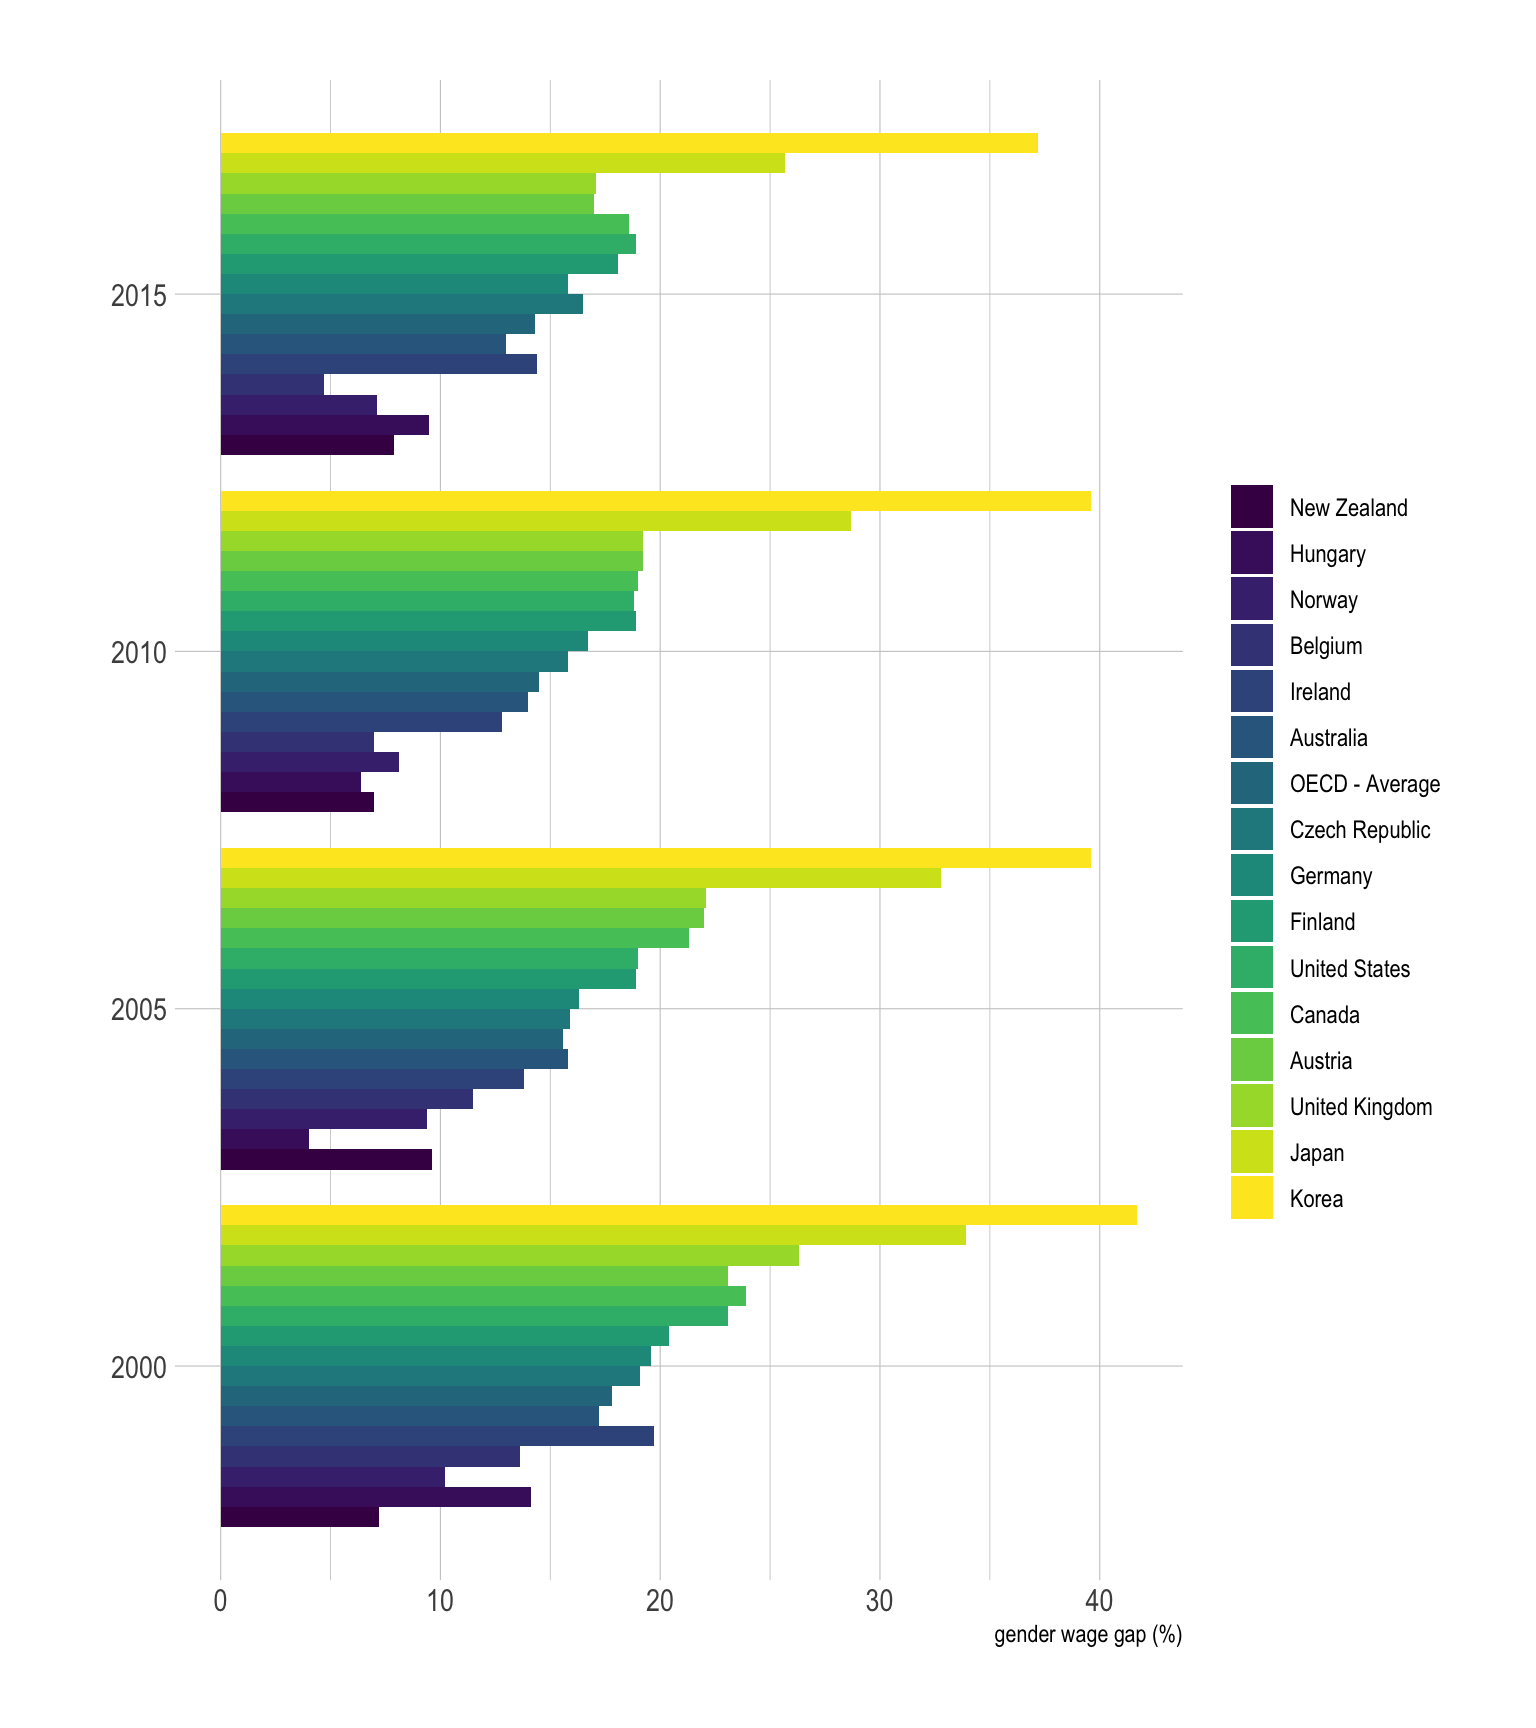 2015
2010
2005
2000
0 10 20 30 40
gender wage gap (%)
New Zealand
Hungary
Norway
Belgium
Ireland
Australia
OECD - Average
Czech Republic
Germany
Finland
United States
Canada
Austria
United Kingdom
Japan
Korea